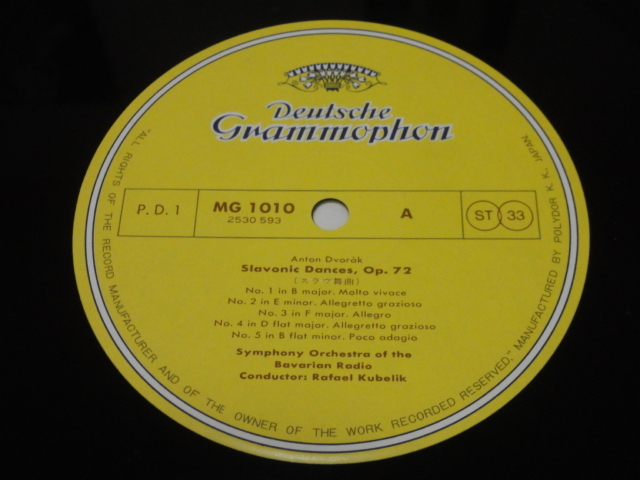 Deutsche
Grammophon
P.D.1
MG 1010
2530 593
A
ST 33
Anton Dvorák
Slavonic Dances, Op. 72
(スラヴ舞曲)
No. 1 in B major. Molto vivace
No. 2 in E minor. Allegretto grazioso
No. 3 in F major. Allegro
No. 4 in D flat major. Allegretto grazioso
No. 5 in B flat minor. Poco adagio
Symphony Orchestra of the
Bavarian Radio
Conductor: Rafael Kubelik
"ALL RIGHTS OF THE RECORD MANUFACTURER AND OF THE OWNER OF THE WORK RECORDED RESERVED." MANUFACTURED BY POLYDOR K. K. JAPAN